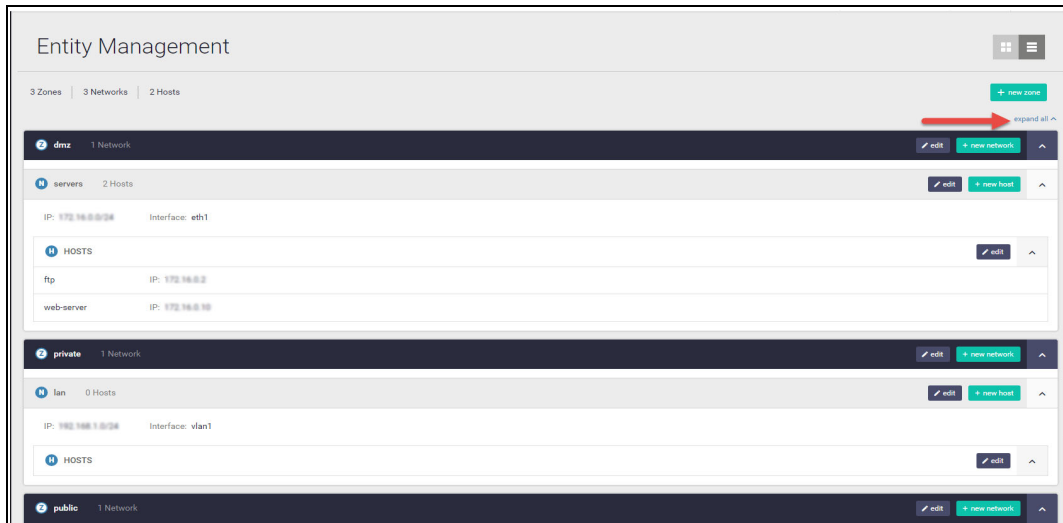 Entity Management
3 Zones 3 Networks 2 Hosts
+ new zone
expand all
Z dmz 1 Network edit + new network
N servers 2 Hosts edit + new host
IP: Interface: eth1
H HOSTS edit
ftp IP:
web-server IP:
Z private 1 Network edit + new network
N lan 0 Hosts edit + new host
IP: Interface: vlan1
H HOSTS edit
Z public 1 Network edit + new network